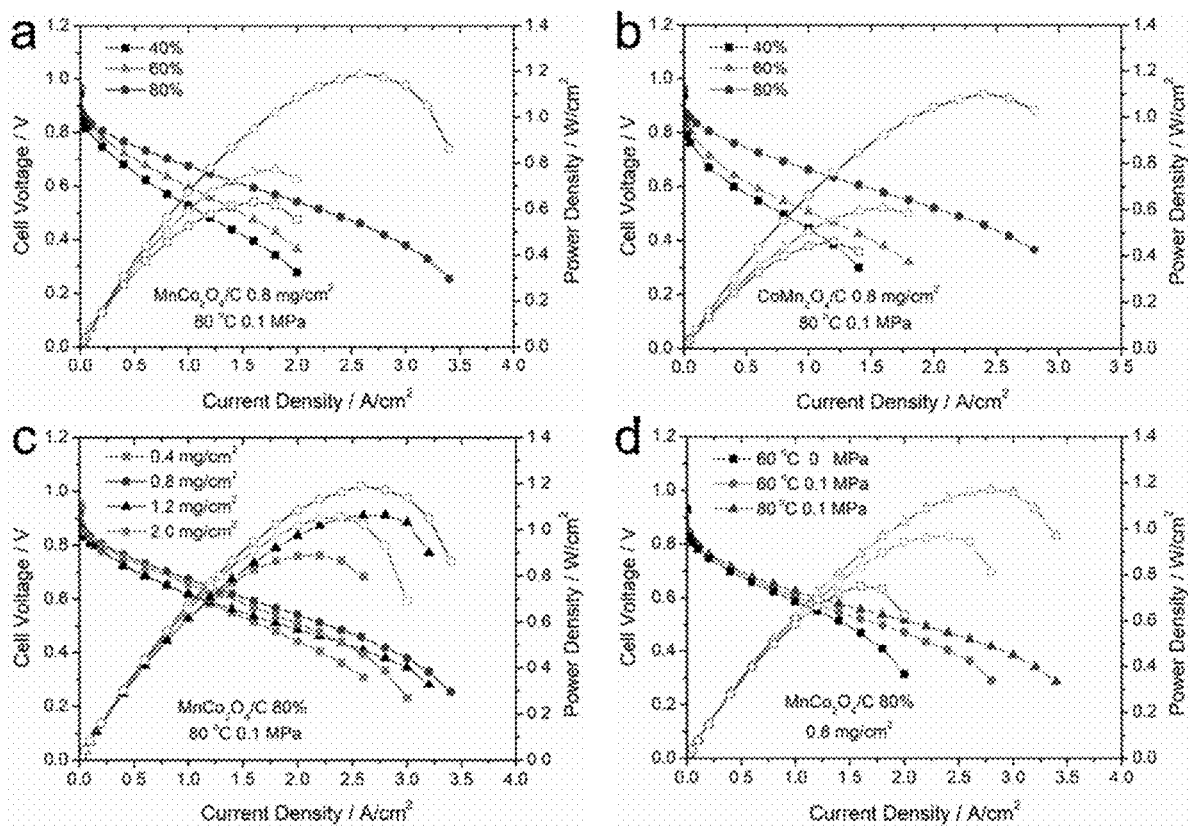 a
1.2
1.0
0.8
0.6
0.4
0.2
0.0
Cell Voltage / V
40%
60%
80%
MnCo₂O₄/C 0.8 mg/cm²
80 °C 0.1 MPa
1.4
1.2
1.0
0.8
0.6
0.4
0.2
0.0
Power Density / W/cm²
0.0 0.5 1.0 1.5 2.0 2.5 3.0 3.5 4.0
Current Density / A/cm²
b
1.2
1.0
0.8
0.6
0.4
0.2
0.0
Cell Voltage / V
40%
60%
80%
CoMn₂O₄/C 0.8 mg/cm²
80 °C 0.1 MPa
1.4
1.2
1.0
0.8
0.6
0.4
0.2
0.0
Power Density / W/cm²
0.0 0.5 1.0 1.5 2.0 2.5 3.0 3.5 4.0
Current Density / A/cm²
c
1.2
1.0
0.8
0.6
0.4
0.2
0.0
Cell Voltage / V
0.4 mg/cm²
0.8 mg/cm²
1.2 mg/cm²
2.0 mg/cm²
MnCo₂O₄/C 80%
80 °C 0.1 MPa
1.4
1.2
1.0
0.8
0.6
0.4
0.2
0.0
Power Density / W/cm²
0.0 0.5 1.0 1.5 2.0 2.5 3.0 3.5 4.0
Current Density / A/cm²
d
1.2
1.0
0.8
0.6
0.4
0.2
0.0
Cell Voltage / V
60 °C 0 MPa
60 °C 0.1 MPa
80 °C 0.1 MPa
MnCo₂O₄/C 80%
0.8 mg/cm²
1.4
1.2
1.0
0.8
0.6
0.4
0.2
0.0
Power Density / W/cm²
0.0 0.5 1.0 1.5 2.0 2.5 3.0 3.5 4.0
Current Density / A/cm²